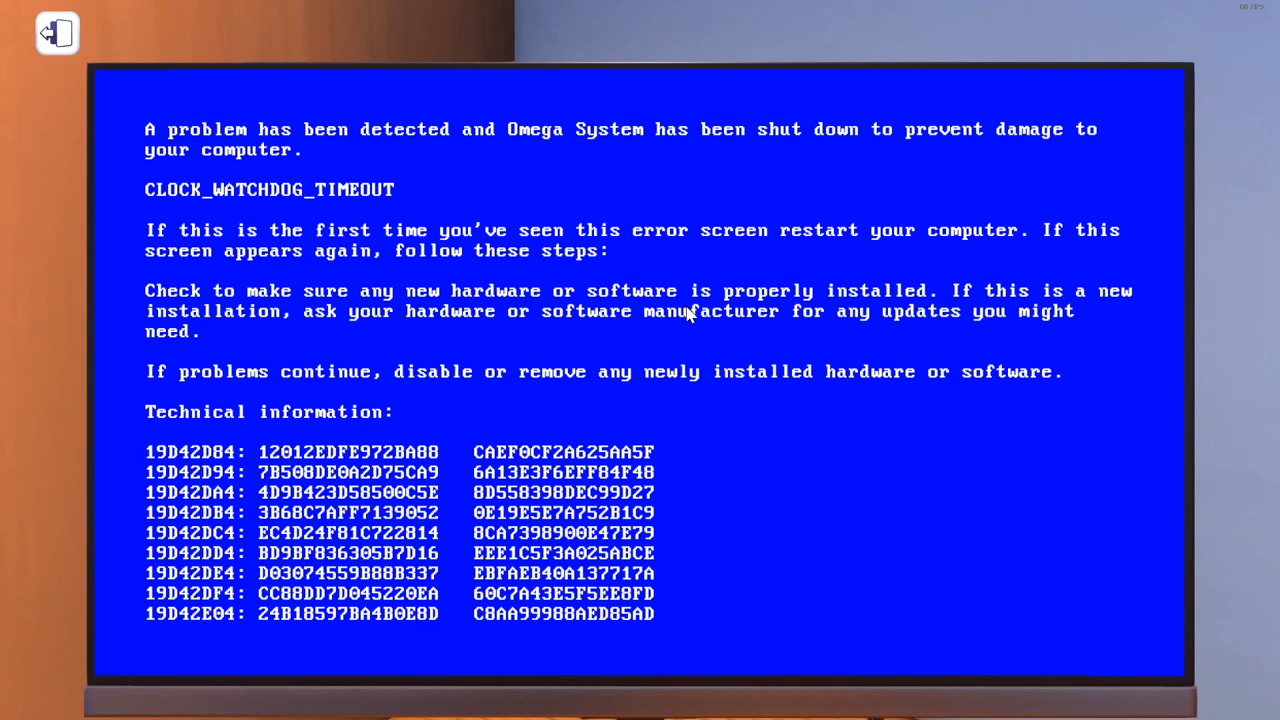 A problem has been detected and Omega System has been shut down to prevent damage to
your computer.
CLOCK_WATCHDOG_TIMEOUT
If this is the first time you've seen this error screen restart your computer. If this
screen appears again, follow these steps:
Check to make sure any new hardware or software is properly installed. If this is a new
installation, ask your hardware or software manufacturer for any updates you might
need.
If problems continue, disable or remove any newly installed hardware or software.
Technical information:
19D42D84: 12012EDFE972BA88 CAEF0CF2A625AA5F
19D42D94: 7B508DE0A2D75CA9 6A13E3F6EFF84F48
19D42DA4: 4D9B423D58500C5E 8D558398DEC99D27
19D42DB4: 3B68C7AFF7139052 0E19E5E7A752B1C9
19D42DC4: EC4D24F81C722814 8CA7398900E47E79
19D42DD4: BD9BF836305B7D16 EEE1C5F3A025ABCE
19D42DE4: D03074559B88B337 EBFAEB40A137717A
19D42DF4: CC88DD7D045220EA 60C7A43E5F5EE8FD
19D42E04: 24B18597BA4B0E8D C8AA99988AED85AD